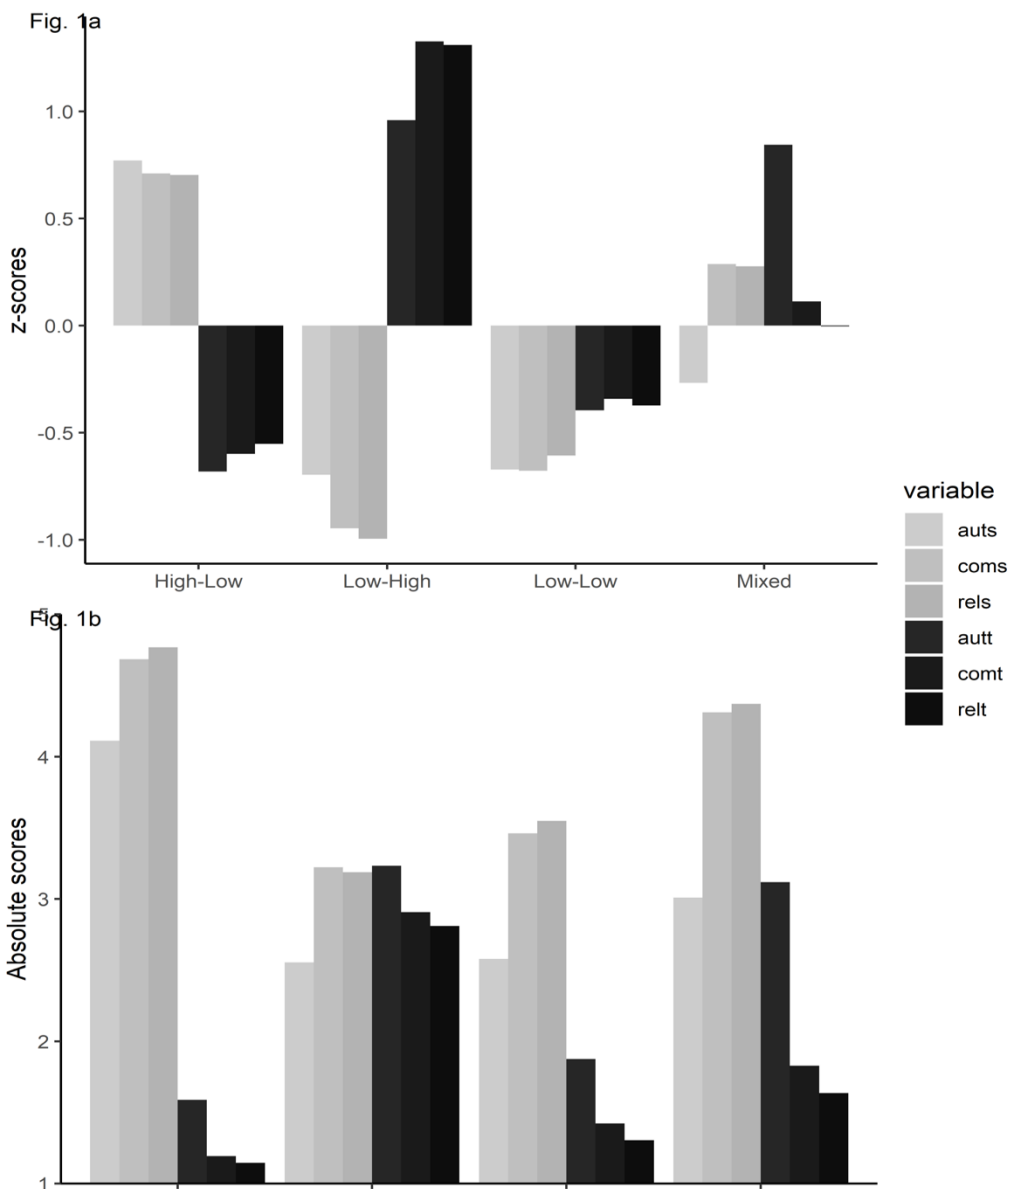 Fig. 1a
1.0
0.5
0.0
-0.5
-1.0
z-scores
High-Low
Low-High
Low-Low
Mixed
variable
auts
coms
rels
autt
comt
relt
Fig. 1b
5
4
3
2
1
Absolute scores